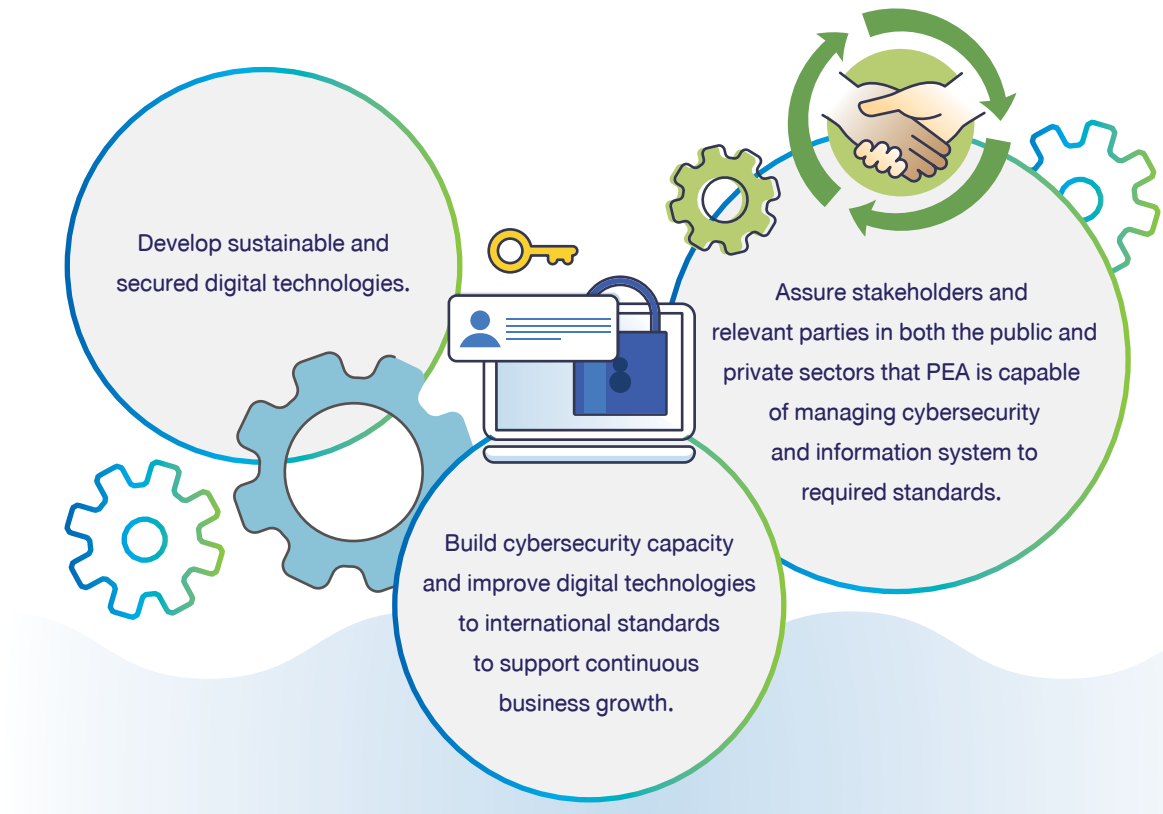 Develop sustainable and
secured digital technologies.
Build cybersecurity capacity
and improve digital technologies
to international standards
to support continuous
business growth.
Assure stakeholders and
relevant parties in both the public and
private sectors that PEA is capable
of managing cybersecurity
and information system to
required standards.